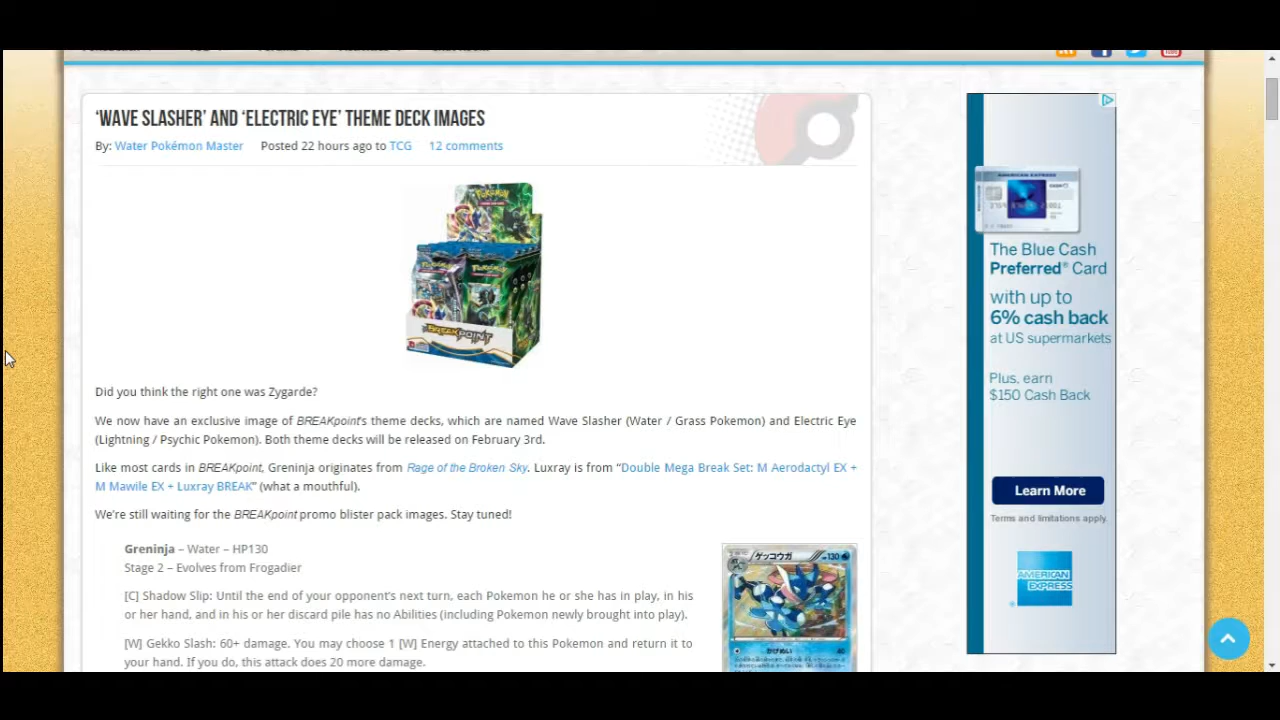 'WAVE SLASHER' AND 'ELECTRIC EYE' THEME DECK IMAGES
By: Water Pokémon Master Posted 22 hours ago to TCG 12 comments
POKÉMON
BREAKPOINT
Did you think the right one was Zygarde?
We now have an exclusive image of BREAKpoint's theme decks, which are named Wave Slasher (Water / Grass Pokemon) and Electric Eye
(Lightning / Psychic Pokemon). Both theme decks will be released on February 3rd.
Like most cards in BREAKpoint, Greninja originates from Rage of the Broken Sky. Luxray is from "Double Mega Break Set: M Aerodactyl EX +
M Mawile EX + Luxray BREAK" (what a mouthful).
We're still waiting for the BREAKpoint promo blister pack images. Stay tuned!
Greninja – Water – HP130
Stage 2 – Evolves from Frogadier
[C] Shadow Slip: Until the end of your opponent's next turn, each Pokemon he or she has in play, in his
or her hand, and in his or her discard pile has no Abilities (including Pokemon newly brought into play).
[W] Gekko Slash: 60+ damage. You may choose 1 [W] Energy attached to this Pokemon and return it to
your hand. If you do, this attack does 20 more damage.
ゲッコウガ
130
かげぬい 40
AMERICAN EXPRESS
The Blue Cash
Preferred® Card
with up to
6% cash back
at US supermarkets
Plus, earn
$150 Cash Back
Learn More
Terms and limitations apply.
AMERICAN
EXPRESS